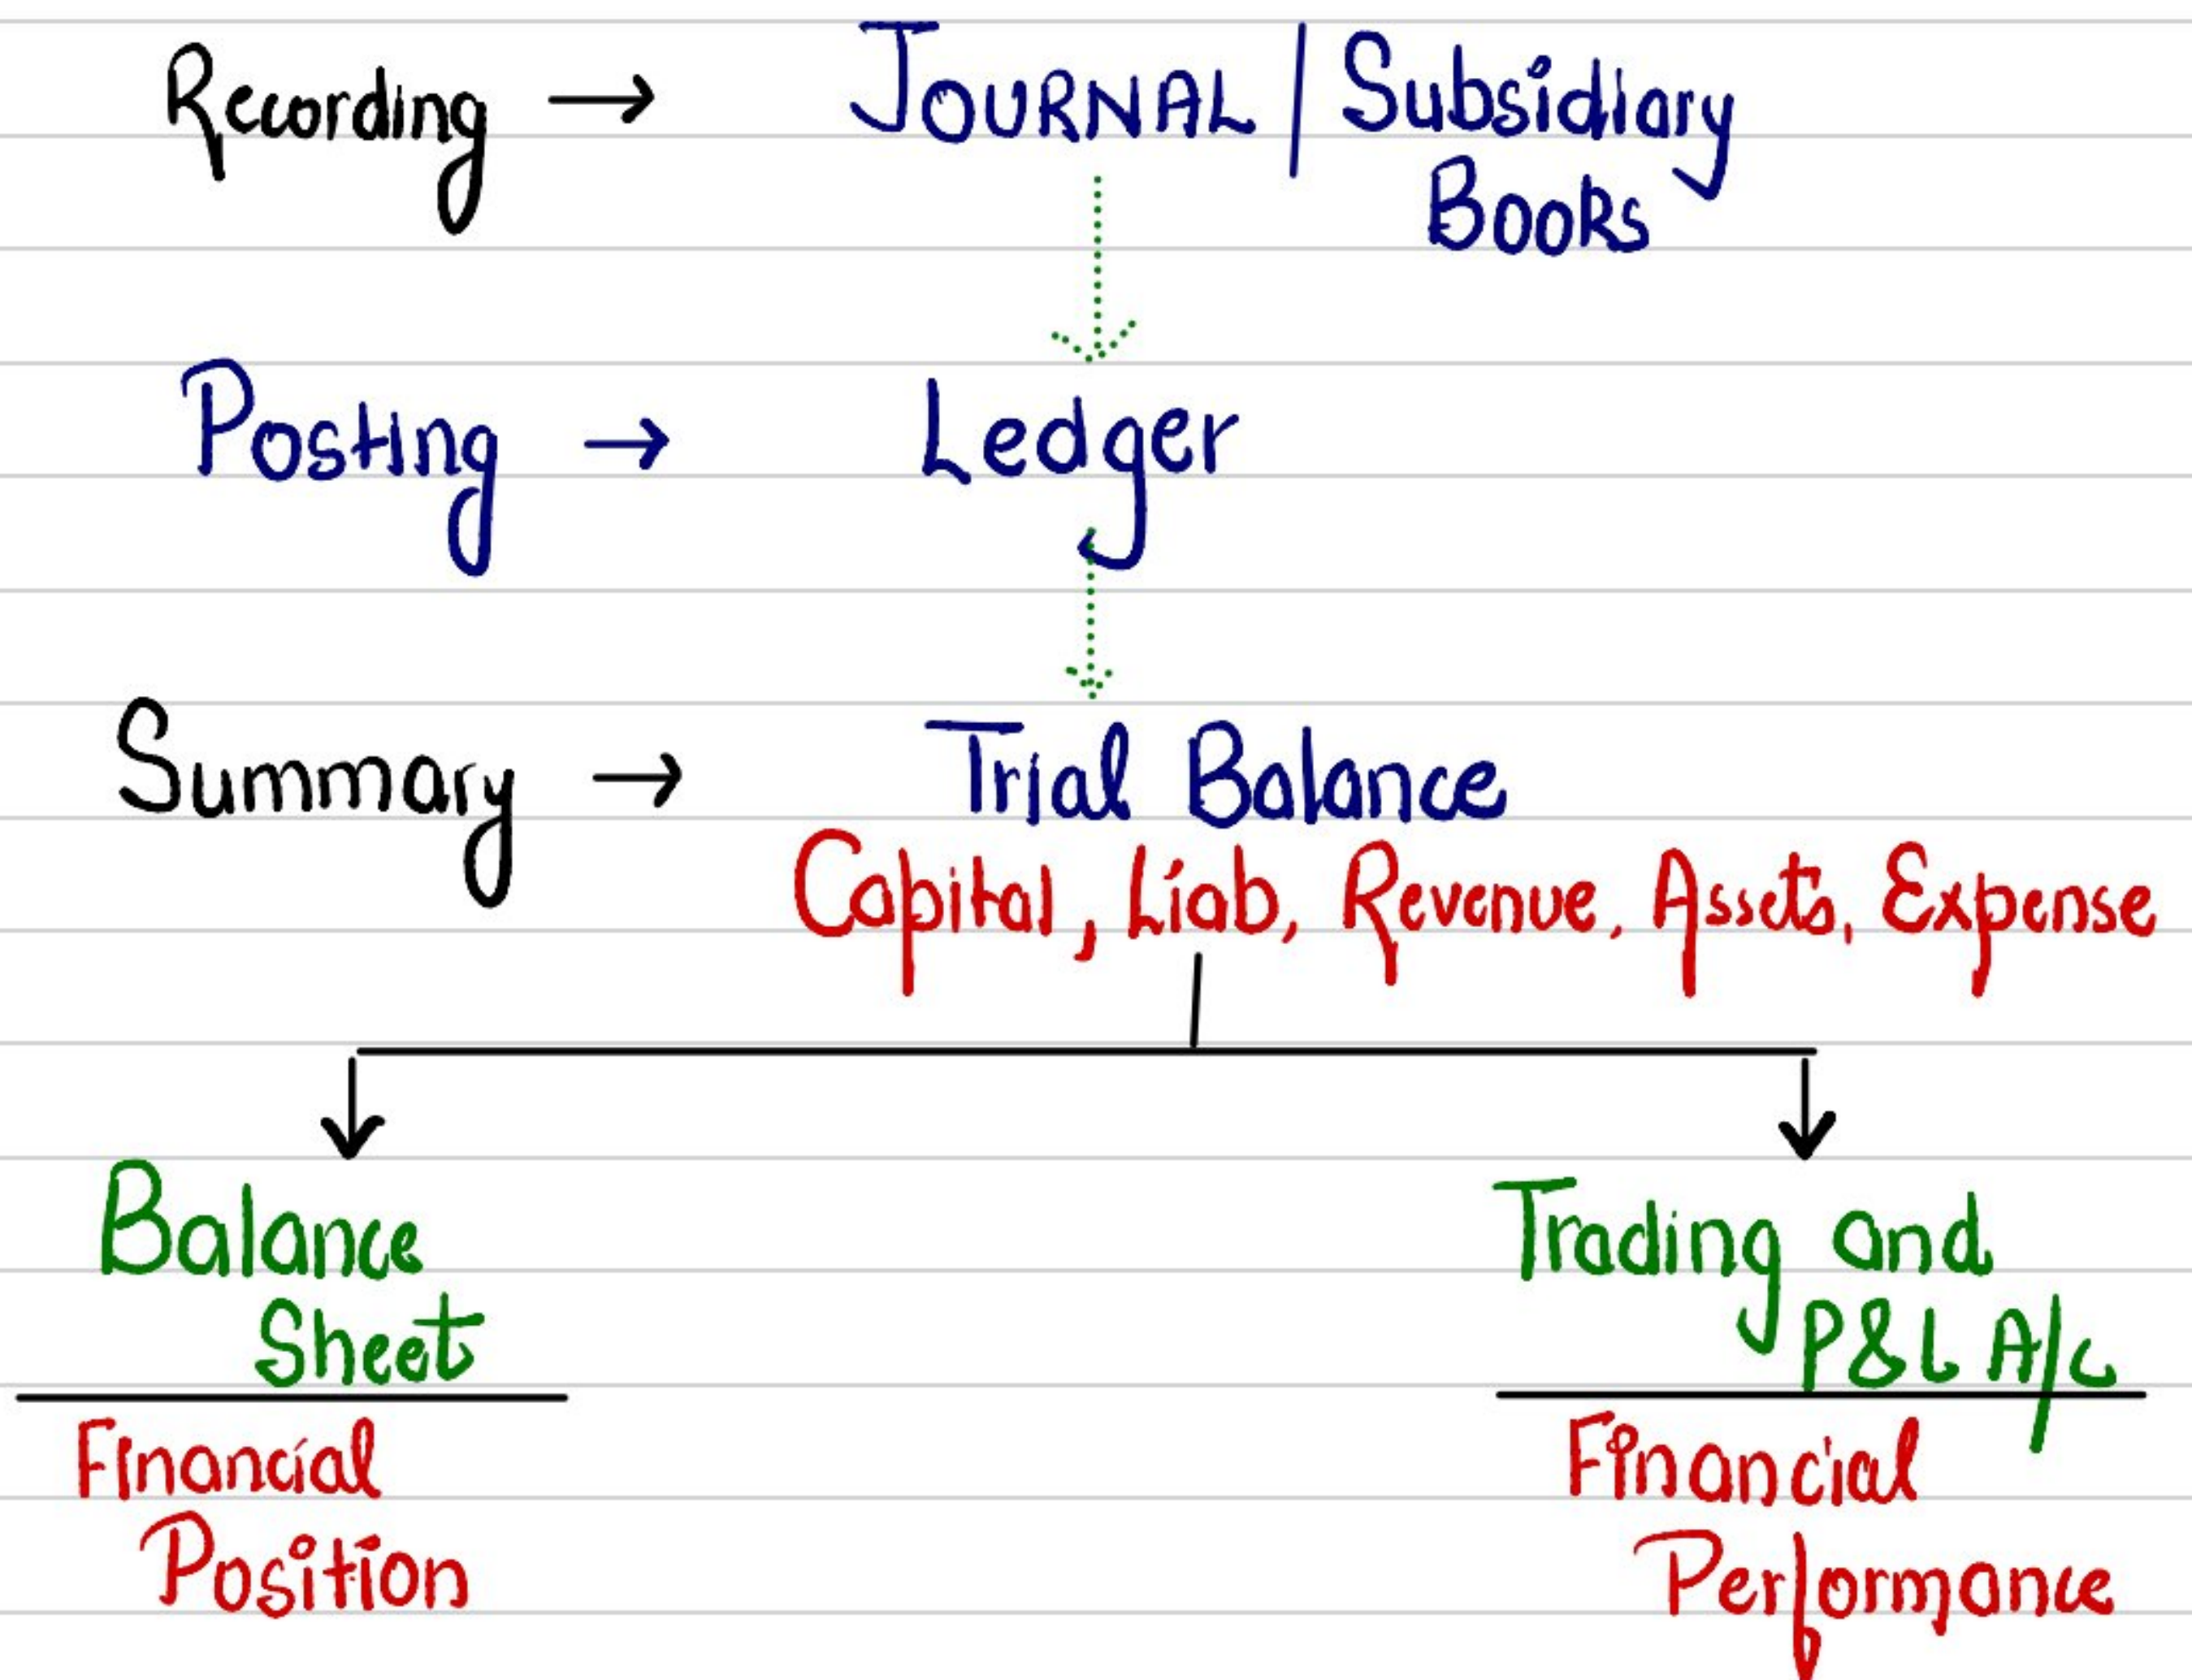 Recording → JOURNAL | Subsidiary
BOOKS
Posting → Ledger
Summary → Trial Balance
Capital, Liab, Revenue, Assets, Expense
Balance
Sheet
Financial
Position
Trading and
P&L A/c
Financial
Performance